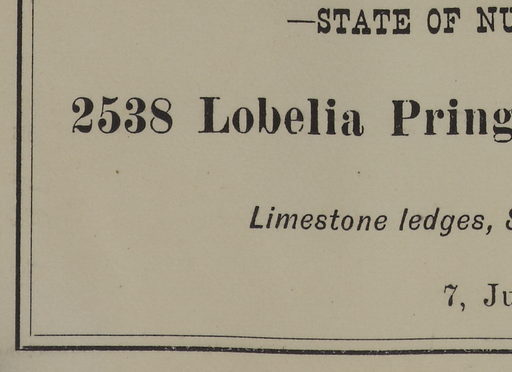 —STATE OF NU
2538 Lobelia Pring
Limestone ledges, S
7, Ju